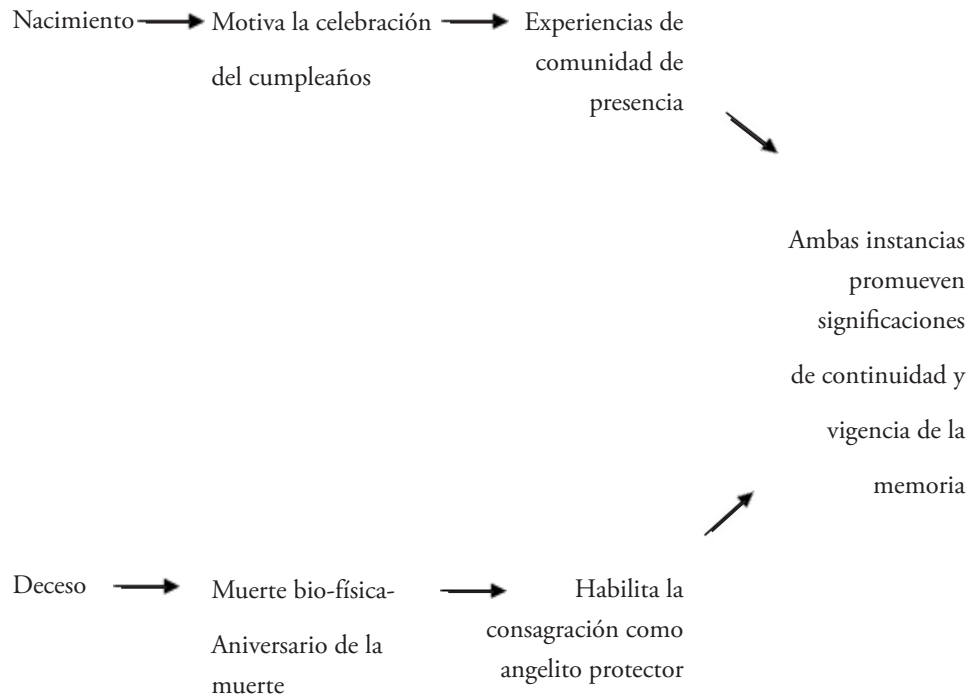 Nacimiento
Motiva la celebración
del cumpleaños
Experiencias de
comunidad de
presencia
Ambas instancias
promueven
significaciones
de continuidad y
vigencia de la
memoria
Deceso
Muerte bio-física-
Aniversario de la
muerte
Habilita la
consagración como
angelito protector